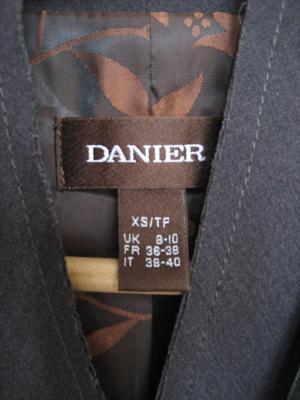 DANIER
XS/TP
UK 8-10
FR 36-38
IT 38-40